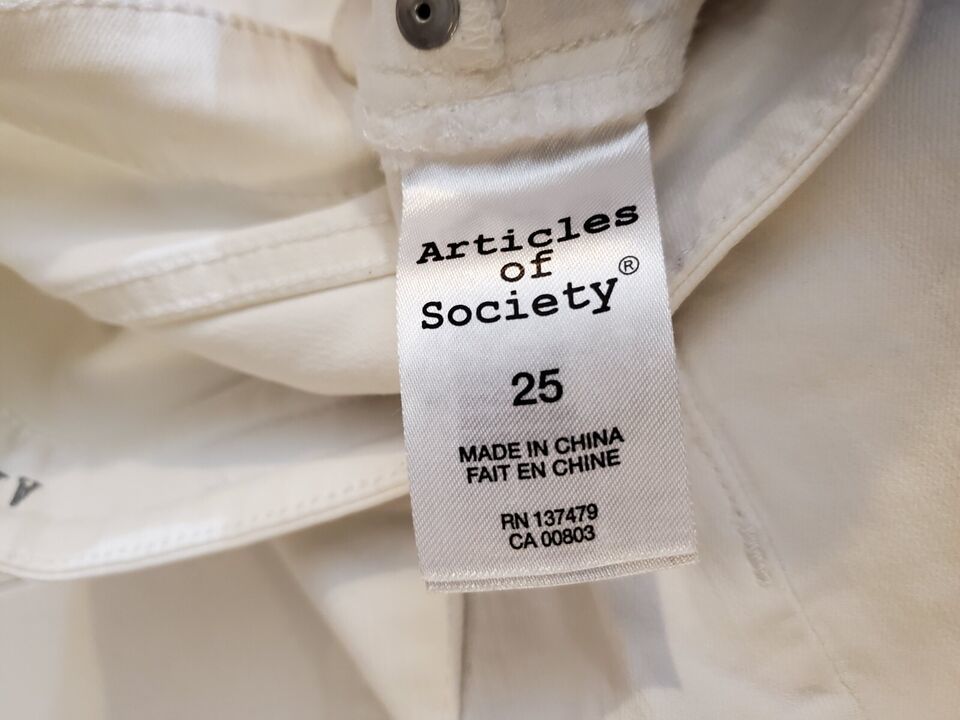 Articles
of
Society®
25
MADE IN CHINA
FAIT EN CHINE
RN 137479
CA 00803